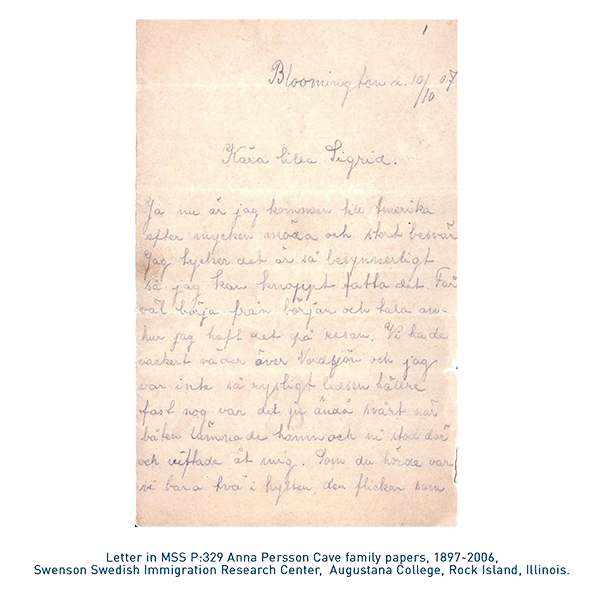 1
Bloomington d. 10/10 07
Kära lilla Sigrid.
Ja nu är jag kommen till Amerika
efter mycken möda och stort besvär
Jag tycker det är så besynnerligt
så jag kan knappt fatta det. Får
väl börja från början och tala om
hur jag haft det på resan. Vi hade
vackert väder över Nordsjön och jag
var inte så rysligt ledsen hällre
fast nog var det ju ändå svårt när
båten lämnade hamn och ni stod där
och viftade åt mig. Som du hörde var
vi bara två i hytten, den flickan som
Letter in MSS P:329 Anna Persson Cave family papers, 1897-2006,
Swenson Swedish Immigration Research Center, Augustana College, Rock Island, Illinois.